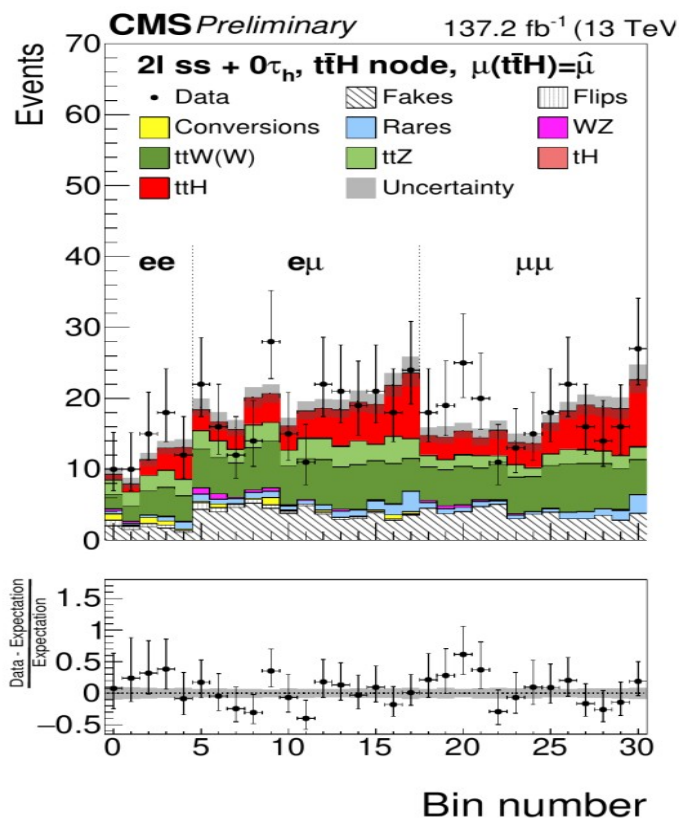 CMS Preliminary 137.2 fb⁻¹ (13 TeV
2l ss + 0τₕ, tt̄H node, μ(tt̄H)=μ̂
Data Fakes Flips
Conversions Rares WZ
ttW(W) ttZ tH
ttH Uncertainty
ee eμ μμ
Events
70
60
50
40
30
20
10
0
Data - Expectation
Expectation
1.5
1
0.5
0
−0.5
0 5 10 15 20 25 30
Bin number